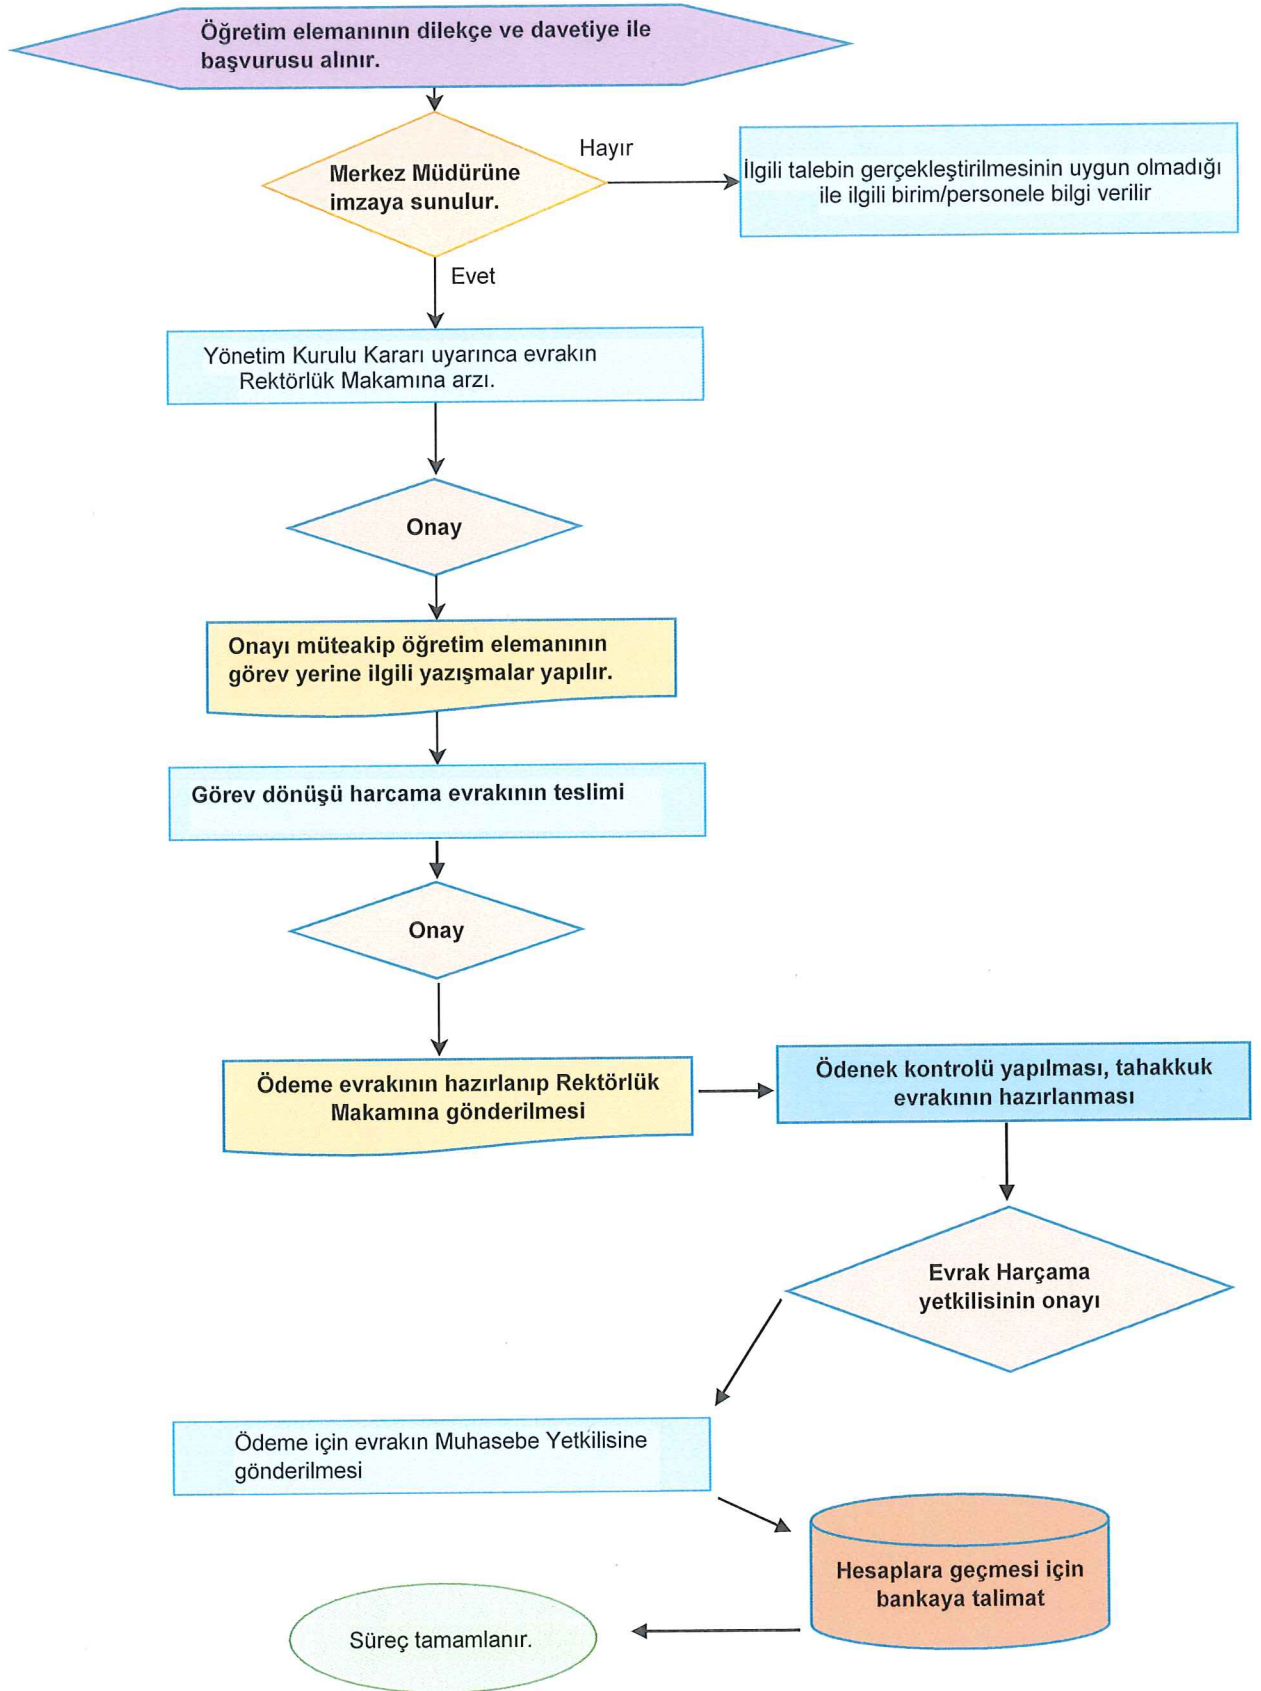 Öğretim elemanının dilekçe ve davetiye ile
başvurusu alınır.
Merkez Müdürüne
imzaya sunulur.
Hayır
İlgili talebin gerçekleştirilmesinin uygun olmadığı
ile ilgili birim/personele bilgi verilir
Evet
Yönetim Kurulu Kararı uyarınca evrakın
Rektörlük Makamına arzı.
Onay
Onayı müteakip öğretim elemanının
görev yerine ilgili yazışmalar yapılır.
Görev dönüşü harcama evrakının teslimi
Onay
Ödeme evrakının hazırlanıp Rektörlük
Makamına gönderilmesi
Ödenek kontrolü yapılması, tahakkuk
evrakının hazırlanması
Evrak Harçama
yetkilisinin onayı
Ödeme için evrakın Muhasebe Yetkilisine
gönderilmesi
Hesaplara geçmesi için
bankaya talimat
Süreç tamamlanır.